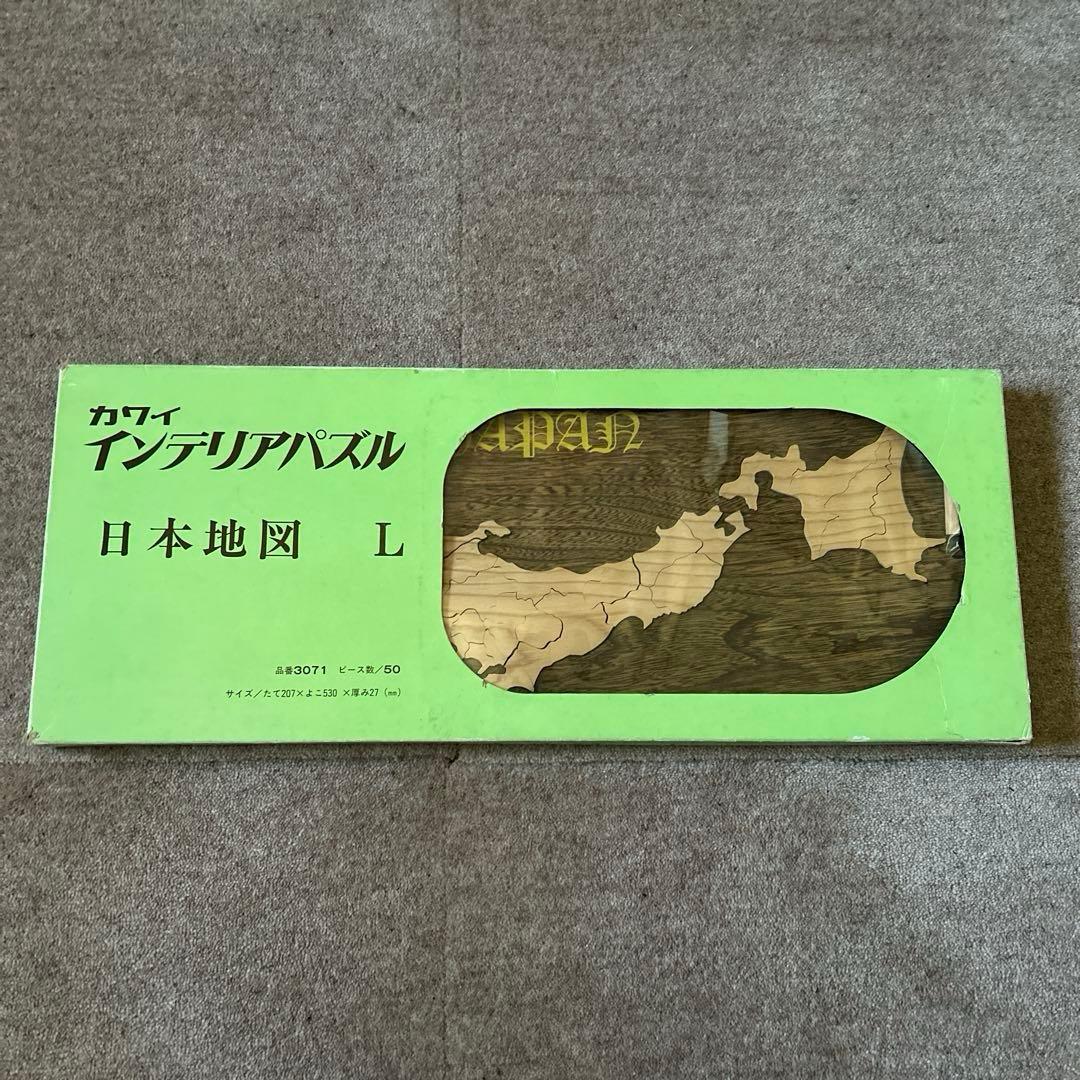 カワイ
インテリアパズル
日本地図 L
品番3071 ピース数/50
サイズ/たて207×よこ530×厚み27(㎜)
APAN